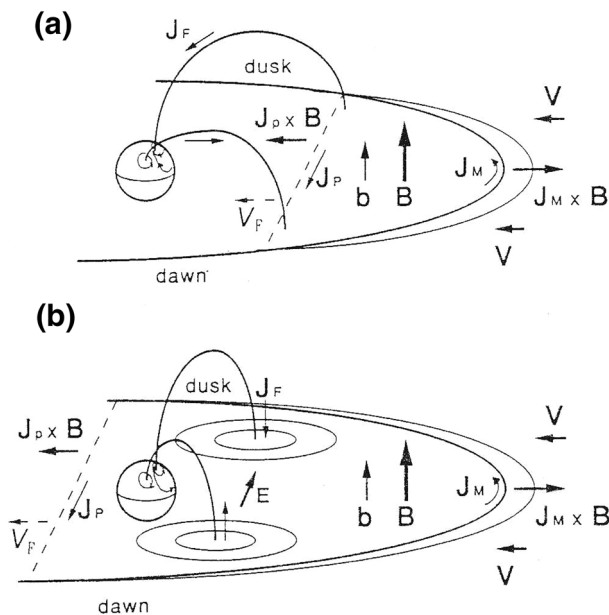 (a)
J_F
dusk
V
J_P x B
J_M
J_M x B
J_P
b
B
V_F
V
dawn
(b)
dusk
J_F
V
J_P x B
J_M
J_M x B
E
b
B
J_P
V_F
V
dawn